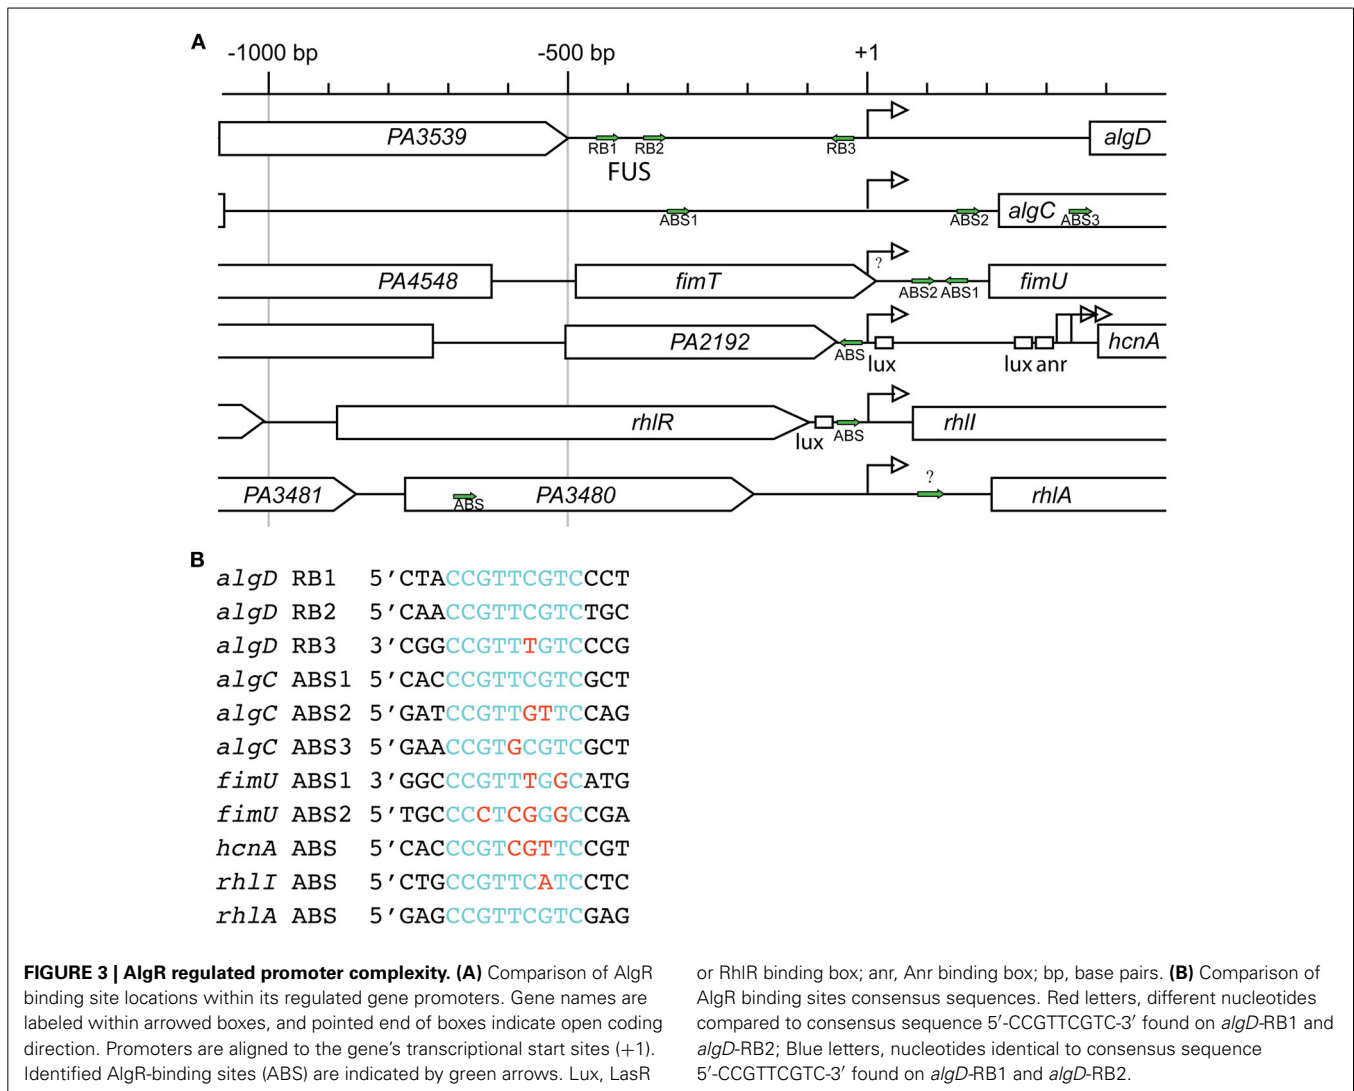 A
-1000 bp -500 bp +1
PA3539 algD
RB1 RB2 RB3
FUS
algC
ABS1 ABS2 ABS3
?
PA4548 fimT fimU
ABS2 ABS1
PA2192 hcnA
ABS lux lux anr
rhlR rhlI
lux ABS
?
PA3481 PA3480 rhlA
ABS
B
algD RB1 5′CTACCGTTCGTCCCT
algD RB2 5′CAACCGTTCGTCTGC
algD RB3 3′CGGCCGTTTGTCCCG
algC ABS1 5′CACCCGTTCGTCGCT
algC ABS2 5′GATCCGTTGTTCCAG
algC ABS3 5′GAACCGTGCGTCGCT
fimU ABS1 3′GGCCCGTTTGGCATG
fimU ABS2 5′TGCCCCTCGGGCCGA
hcnA ABS 5′CACCCGTCGTTCCGT
rhlI ABS 5′CTGCCGTTCATCCTC
rhlA ABS 5′GAGCCGTTCGTCGAG
FIGURE 3 | AlgR regulated promoter complexity. (A) Comparison of AlgR
binding site locations within its regulated gene promoters. Gene names are
labeled within arrowed boxes, and pointed end of boxes indicate open coding
direction. Promoters are aligned to the gene's transcriptional start sites (+1).
Identified AlgR-binding sites (ABS) are indicated by green arrows. Lux, LasR
or RhlR binding box; anr, Anr binding box; bp, base pairs. (B) Comparison of
AlgR binding sites consensus sequences. Red letters, different nucleotides
compared to consensus sequence 5′-CCGTTCGTC-3′ found on algD-RB1 and
algD-RB2; Blue letters, nucleotides identical to consensus sequence
5′-CCGTTCGTC-3′ found on algD-RB1 and algD-RB2.